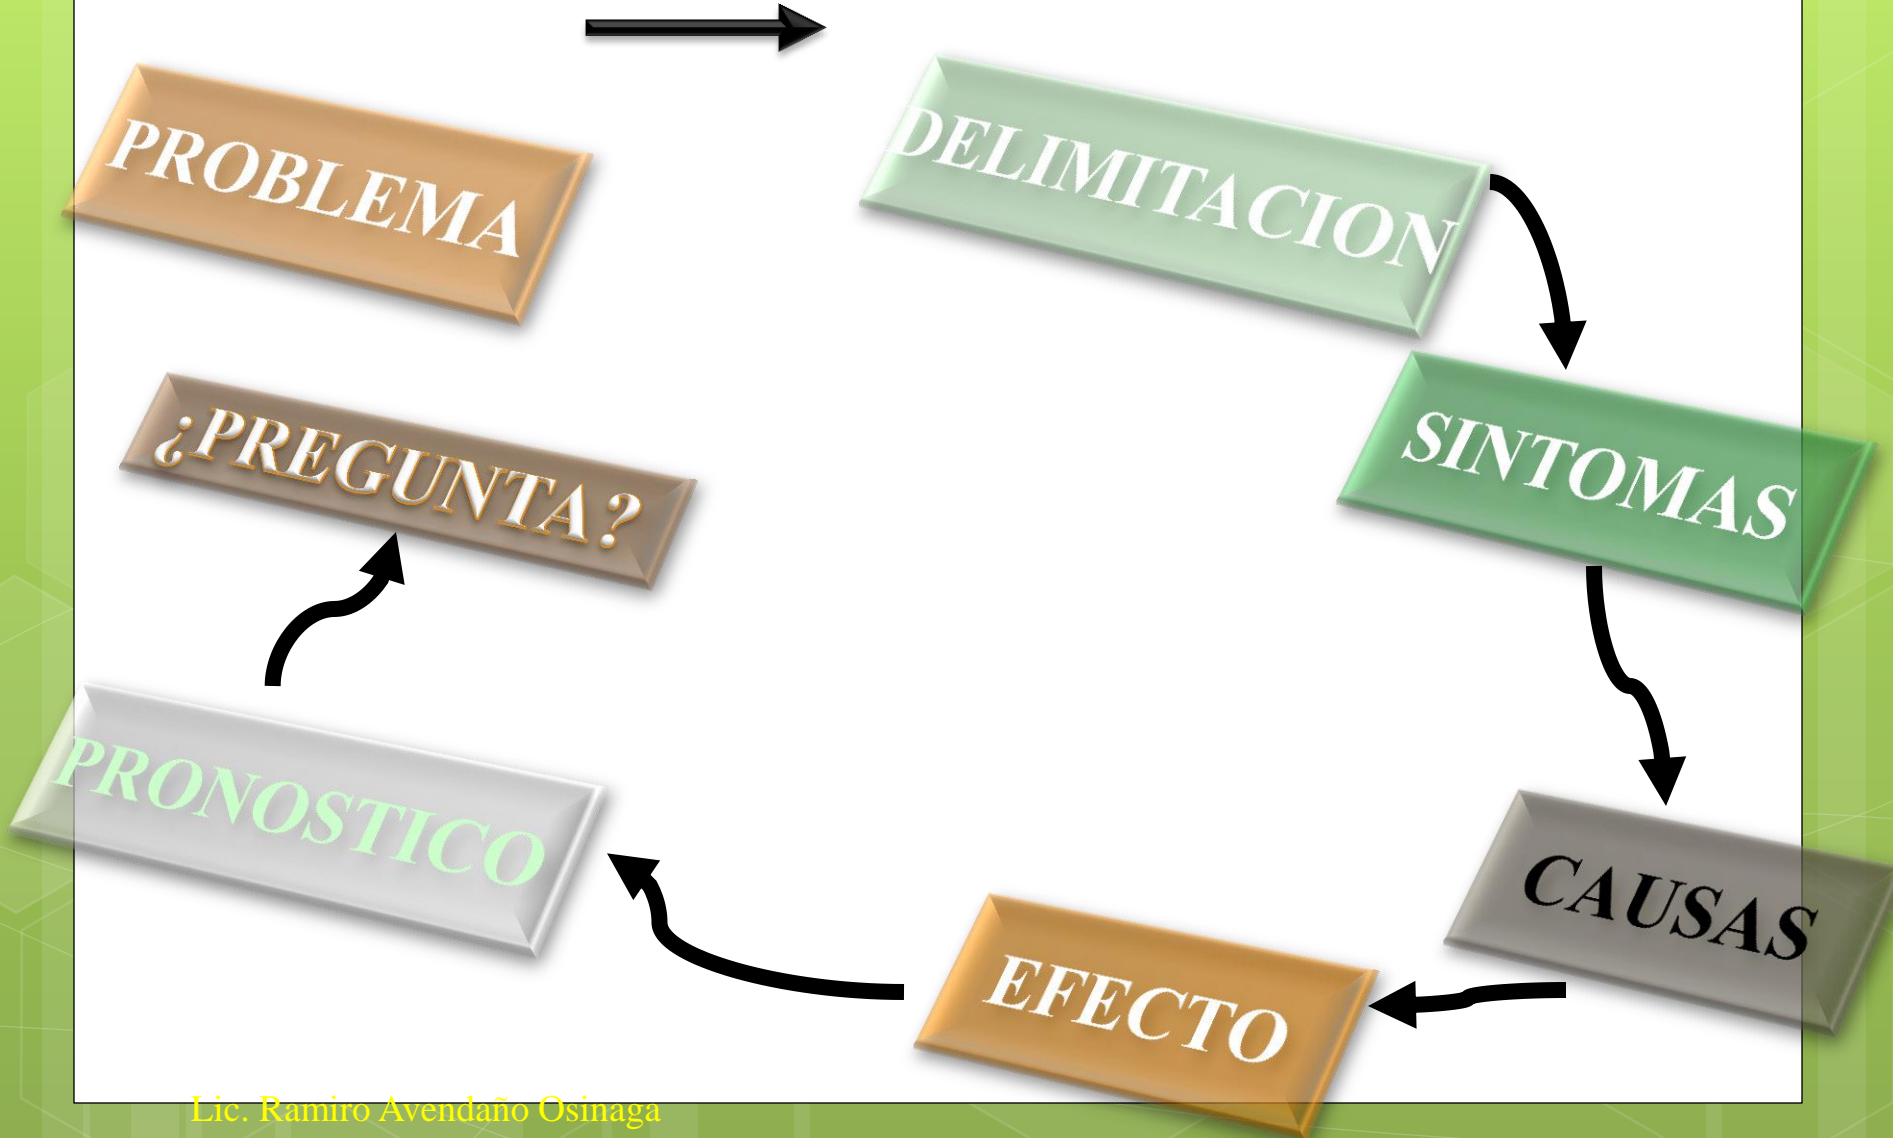 PROBLEMA
DELIMITACION
SINTOMAS
CAUSAS
EFECTO
PRONOSTICO
¿PREGUNTA?
Lic. Ramiro Avendaño Osinaga